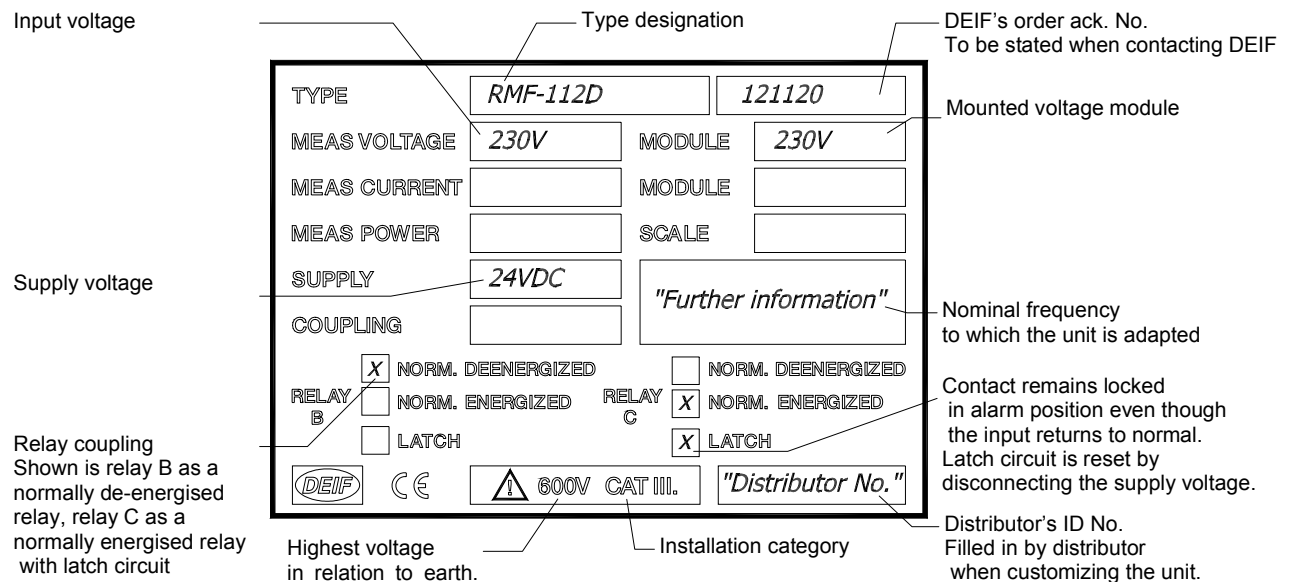 Input voltage
Type designation
DEIF's order ack. No.
To be stated when contacting DEIF
TYPE RMF-112D 121120
Mounted voltage module
MEAS VOLTAGE 230V MODULE 230V
MEAS CURRENT MODULE
MEAS POWER SCALE
Supply voltage
SUPPLY 24VDC
"Further information"
COUPLING
Nominal frequency
to which the unit is adapted
X NORM. DEENERGIZED NORM. DEENERGIZED
RELAY B NORM. ENERGIZED RELAY C X NORM. ENERGIZED
LATCH X LATCH
Contact remains locked
in alarm position even though
the input returns to normal.
Latch circuit is reset by
disconnecting the supply voltage.
Relay coupling
Shown is relay B as a
normally de-energised
relay, relay C as a
normally energised relay
with latch circuit
DEIF CE 600V CAT III. "Distributor No."
Highest voltage
in relation to earth.
Installation category
Distributor's ID No.
Filled in by distributor
when customizing the unit.